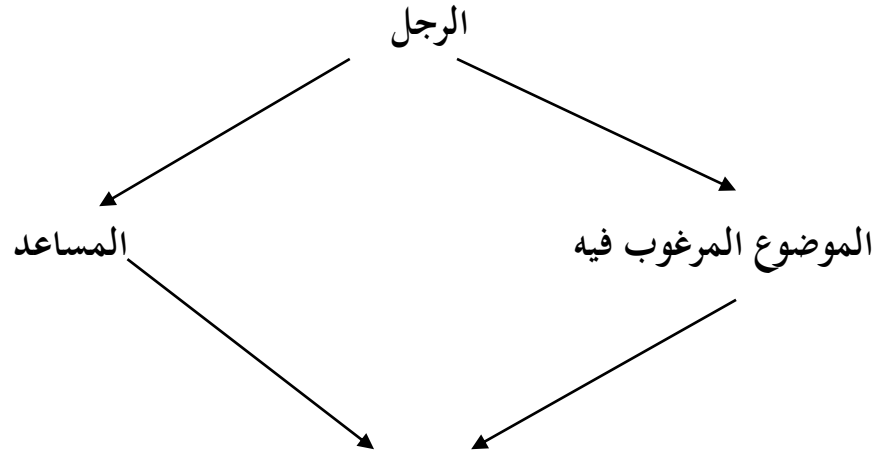 الرجل
الموضوع المرغوب فيه
المساعد